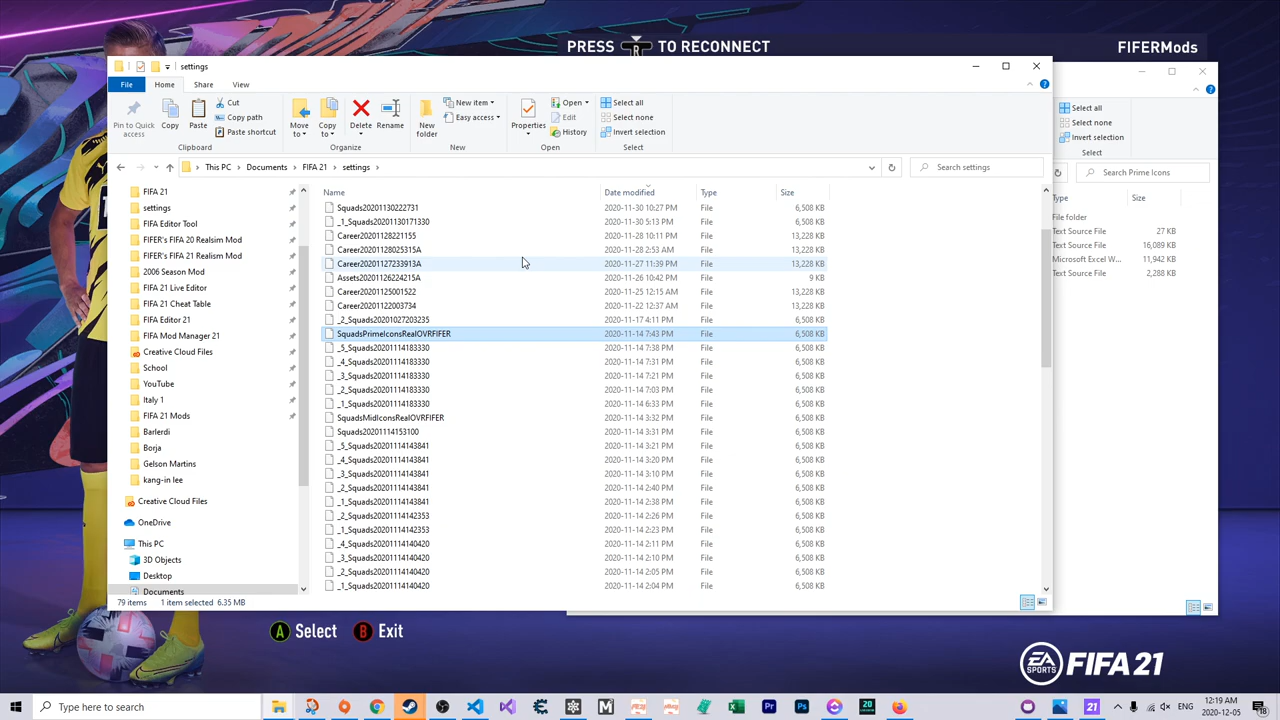 PRESS R TO RECONNECT
FIFERMods
settings
File Home Share View
Pin to Quick access
Copy
Paste
Cut
Copy path
Paste shortcut
Clipboard
Move to
Copy to
Delete
Rename
Organize
New folder
New item
Easy access
New
Properties
Open
Edit
History
Open
Select all
Select none
Invert selection
Select
Select all
Select none
Invert selection
Select
This PC > Documents > FIFA 21 > settings >
Search settings
Search Prime Icons
Name Date modified Type Size
Type Size
File folder
Text Source File 27 KB
Text Source File 16,089 KB
Microsoft Excel W... 11,942 KB
Text Source File 2,288 KB
FIFA 21
settings
FIFA Editor Tool
FIFER's FIFA 20 Realsim Mod
FIFER's FIFA 21 Realism Mod
2006 Season Mod
FIFA 21 Live Editor
FIFA 21 Cheat Table
FIFA Editor 21
FIFA Mod Manager 21
Creative Cloud Files
School
YouTube
Italy 1
FIFA 21 Mods
Barlerdi
Borja
Gelson Martins
kang-in lee
Creative Cloud Files
OneDrive
This PC
3D Objects
Desktop
Documents
Squads20201130222731 2020-11-30 10:27 PM File 6,508 KB
_1_Squads20201130171330 2020-11-30 5:13 PM File 6,508 KB
Career20201128221155 2020-11-28 10:11 PM File 13,228 KB
Career20201128025315A 2020-11-28 2:53 AM File 13,228 KB
Career20201127233913A 2020-11-27 11:39 PM File 13,228 KB
Assets20201126224215A 2020-11-26 10:42 PM File 9 KB
Career20201125001522 2020-11-25 12:15 AM File 13,228 KB
Career20201122003734 2020-11-22 12:37 AM File 13,228 KB
_2_Squads20201027203235 2020-11-17 4:11 PM File 6,508 KB
SquadsPrimeIconsRealOVRFIFER 2020-11-14 7:43 PM File 6,508 KB
_5_Squads20201114183330 2020-11-14 7:38 PM File 6,508 KB
_4_Squads20201114183330 2020-11-14 7:31 PM File 6,508 KB
_3_Squads20201114183330 2020-11-14 7:21 PM File 6,508 KB
_2_Squads20201114183330 2020-11-14 7:03 PM File 6,508 KB
_1_Squads20201114183330 2020-11-14 6:33 PM File 6,508 KB
SquadsMidIconsRealOVRFIFER 2020-11-14 3:32 PM File 6,508 KB
Squads20201114153100 2020-11-14 3:31 PM File 6,508 KB
_5_Squads20201114143841 2020-11-14 3:21 PM File 6,508 KB
_4_Squads20201114143841 2020-11-14 3:20 PM File 6,508 KB
_3_Squads20201114143841 2020-11-14 3:10 PM File 6,508 KB
_2_Squads20201114143841 2020-11-14 2:40 PM File 6,508 KB
_1_Squads20201114143841 2020-11-14 2:38 PM File 6,508 KB
_2_Squads20201114142353 2020-11-14 2:26 PM File 6,508 KB
_1_Squads20201114142353 2020-11-14 2:23 PM File 6,508 KB
_4_Squads20201114140420 2020-11-14 2:11 PM File 6,508 KB
_3_Squads20201114140420 2020-11-14 2:10 PM File 6,508 KB
_2_Squads20201114140420 2020-11-14 2:05 PM File 6,508 KB
_1_Squads20201114140420 2020-11-14 2:04 PM File 6,508 KB
79 items 1 item selected 6.35 MB
A Select B Exit
EA SPORTS FIFA 21
Type here to search
ENG
12:19 AM
2020-12-05